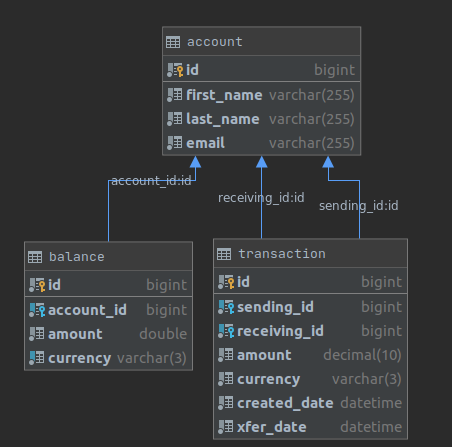 account
id bigint
first_name varchar(255)
last_name varchar(255)
email varchar(255)
account_id:id
receiving_id:id
sending_id:id
balance
id bigint
account_id bigint
amount double
currency varchar(3)
transaction
id bigint
sending_id bigint
receiving_id bigint
amount decimal(10)
currency varchar(3)
created_date datetime
xfer_date datetime